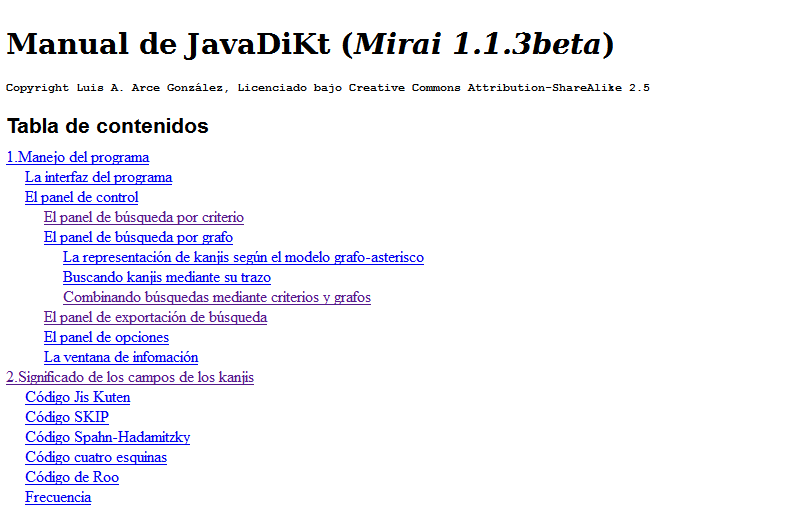 Manual de JavaDiKt (Mirai 1.1.3beta)
Copyright Luis A. Arce González, Licenciado bajo Creative Commons Attribution-ShareAlike 2.5
Tabla de contenidos
1.Manejo del programa
La interfaz del programa
El panel de control
El panel de búsqueda por criterio
El panel de búsqueda por grafo
La representación de kanjis según el modelo grafo-asterisco
Buscando kanjis mediante su trazo
Combinando búsquedas mediante criterios y grafos
El panel de exportación de búsqueda
El panel de opciones
La ventana de infomación
2.Significado de los campos de los kanjis
Código Jis Kuten
Código SKIP
Código Spahn-Hadamitzky
Código cuatro esquinas
Código de Roo
Frecuencia